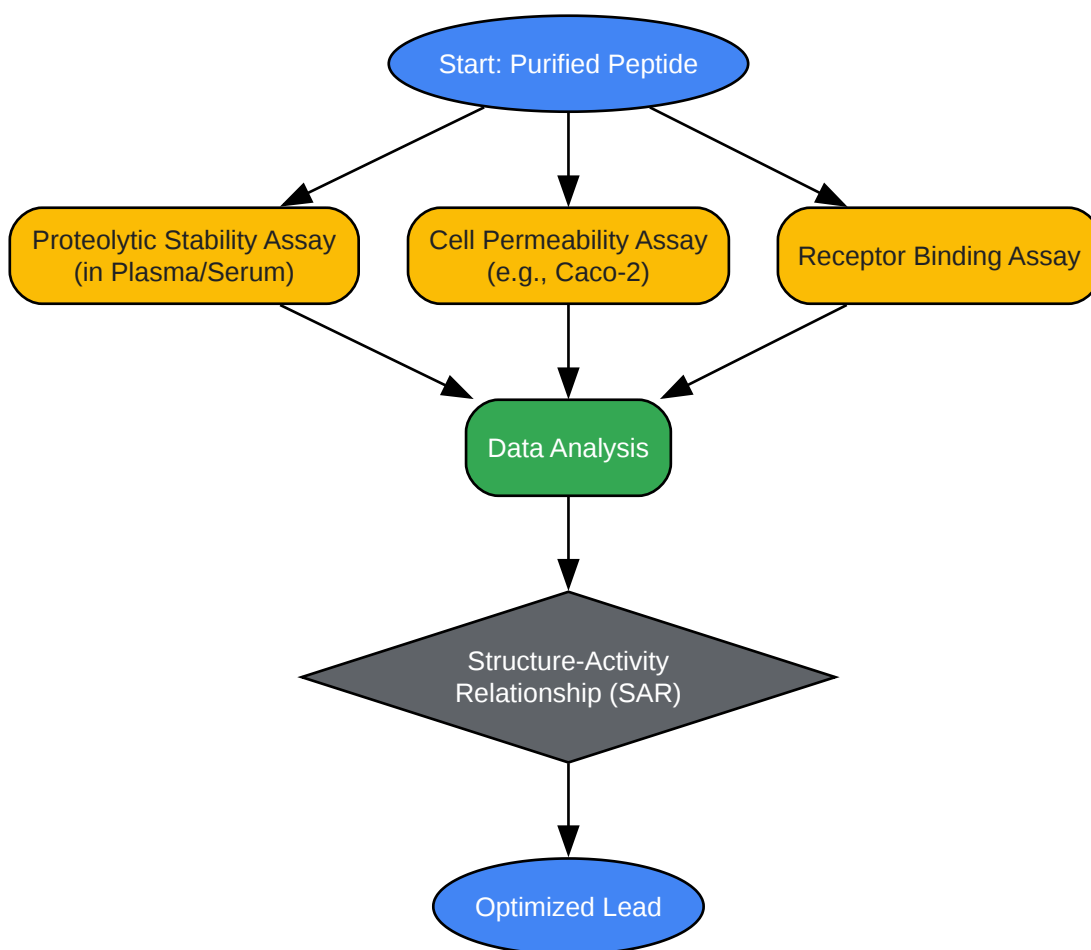 Start: Purified Peptide
Proteolytic Stability Assay
(in Plasma/Serum)
Cell Permeability Assay
(e.g., Caco-2)
Receptor Binding Assay
Data Analysis
Structure-Activity
Relationship (SAR)
Optimized Lead